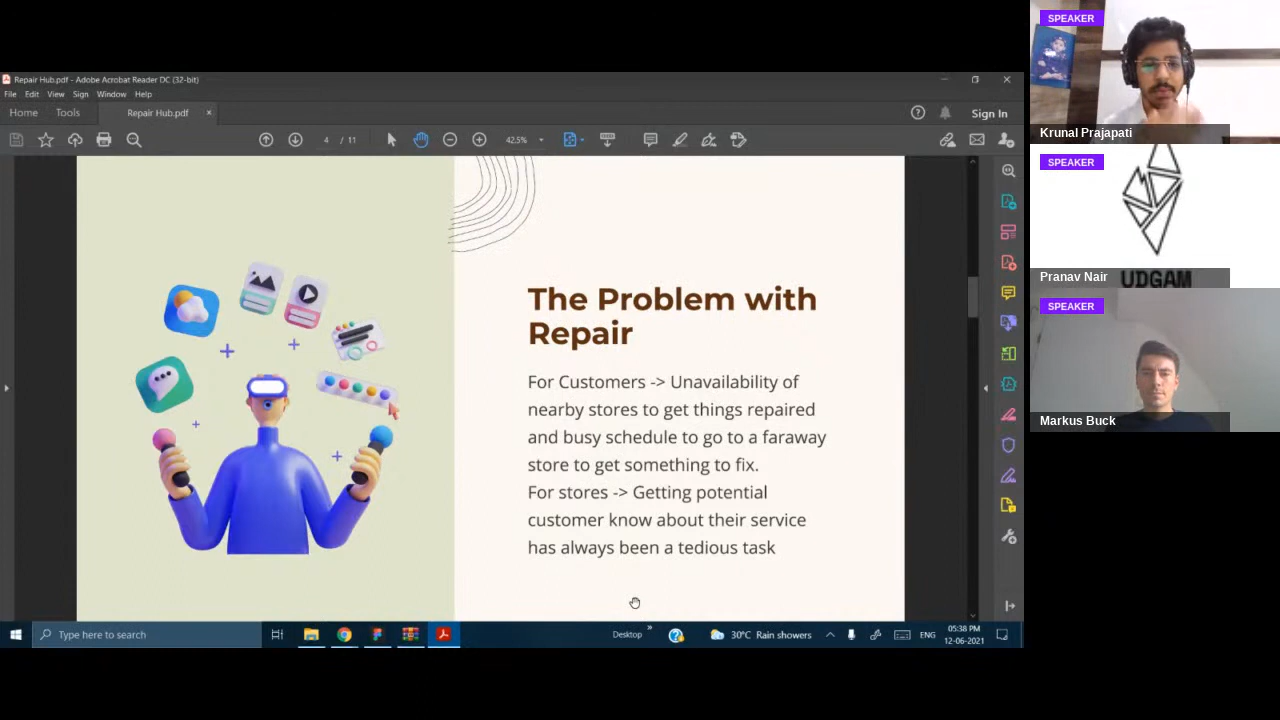 Repair Hub.pdf - Adobe Acrobat Reader DC (32-bit)
File Edit View Sign Window Help
Home Tools Repair Hub.pdf × Sign In
4 / 11 42.5%
The Problem with
Repair
For Customers -> Unavailability of
nearby stores to get things repaired
and busy schedule to go to a faraway
store to get something to fix.
For stores -> Getting potential
customer know about their service
has always been a tedious task
Type here to search
Desktop
30°C Rain showers
ENG
05:38 PM
12-06-2021
SPEAKER
Krunal Prajapati
SPEAKER
Pranav Nair
UDGAM
SPEAKER
Markus Buck